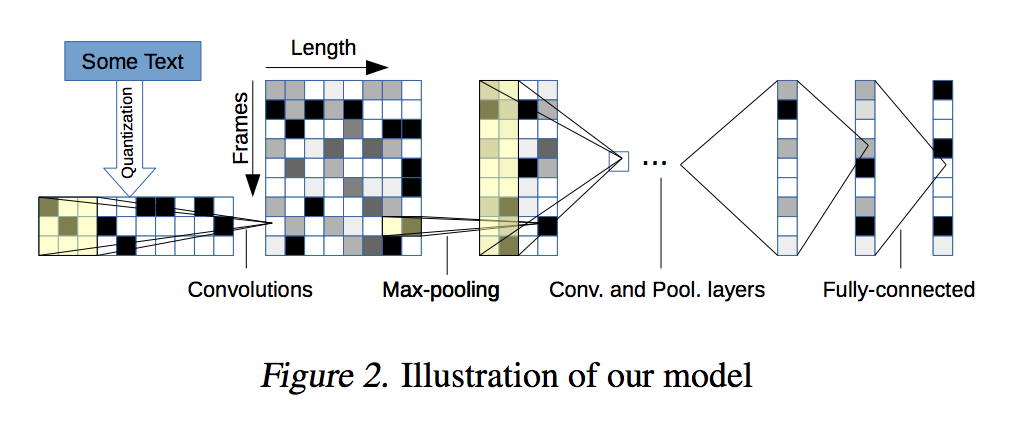 Some Text
Quantization
Length
Frames
Convolutions
Max-pooling
...
Conv. and Pool. layers
Fully-connected
Figure 2. Illustration of our model